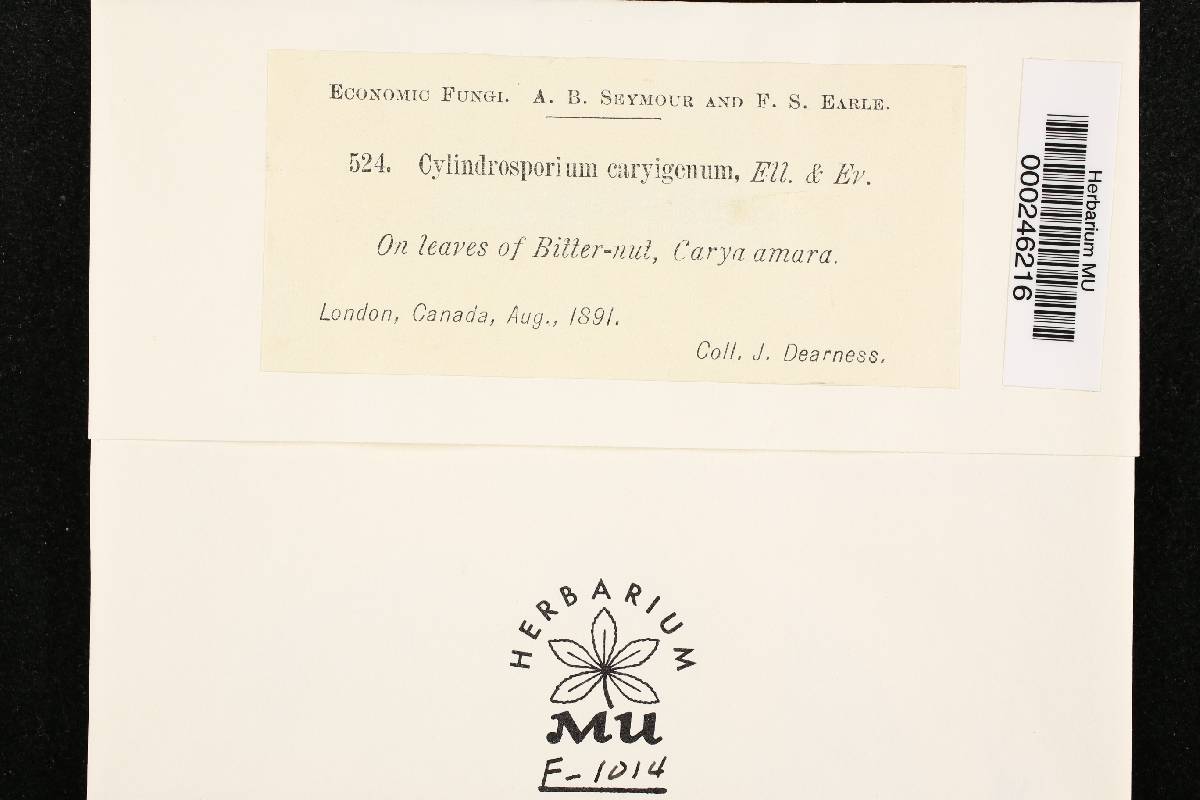 Economic Fungi. A. B. Seymour and F. S. Earle.
524. Cylindrosporium caryigenum, Ell. & Ev.
On leaves of Bitter-nut, Carya amara.
London, Canada, Aug., 1891.
Coll. J. Dearness.
Herbarium MU
000246216
HERBARIUM
MU
F-1014